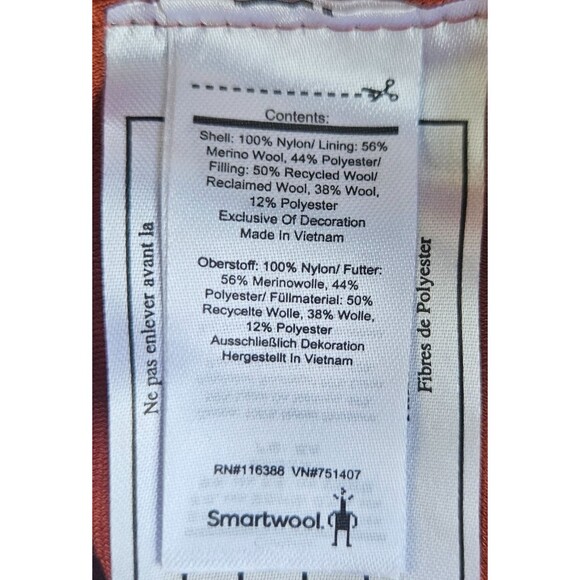 Contents:
Shell: 100% Nylon/ Lining: 56%
Merino Wool, 44% Polyester/
Filling: 50% Recycled Wool/
Reclaimed Wool, 38% Wool,
12% Polyester
Exclusive Of Decoration
Made In Vietnam
Oberstoff: 100% Nylon/ Futter:
56% Merinowolle, 44%
Polyester/ Füllmaterial: 50%
Recycelte Wolle, 38% Wolle,
12% Polyester
Ausschließlich Dekoration
Hergestellt In Vietnam
RN#116388 VN#751407
Smartwool.
Ne pas enlever avant la
Fibres de Polyester